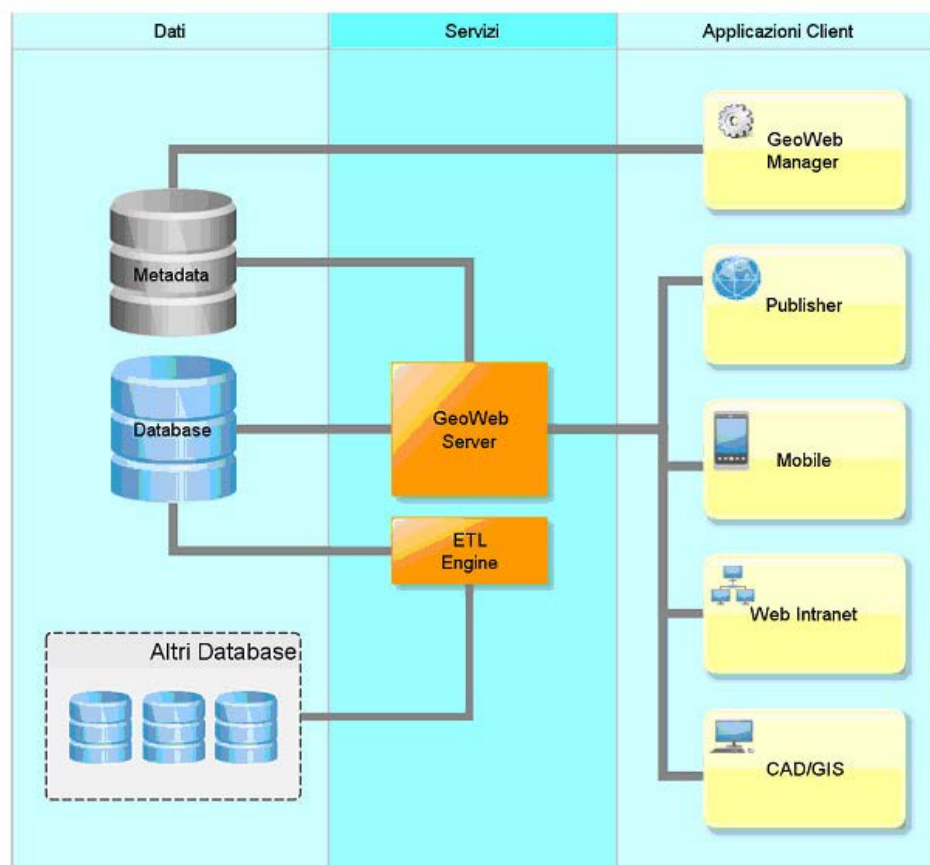 Dati
Servizi
Applicazioni Client
GeoWeb
Manager
Metadata
Publisher
Database
GeoWeb
Server
Mobile
ETL
Engine
Web Intranet
Altri Database
CAD/GIS